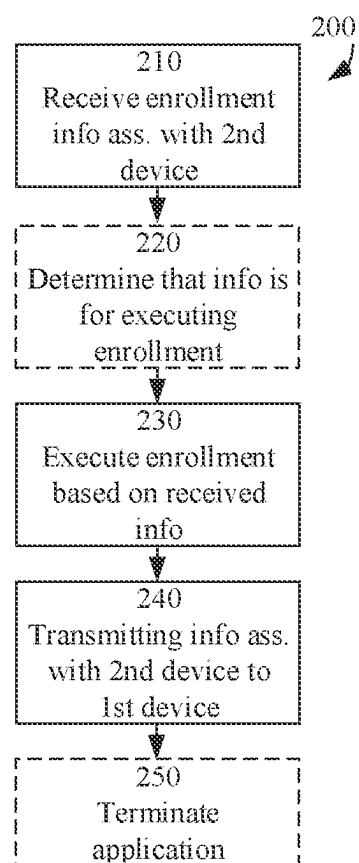 200
210
Receive enrollment
info ass. with 2nd
device
220
Determine that info is
for executing
enrollment
230
Execute enrollment
based on received
info
240
Transmitting info ass.
with 2nd device to
1st device
250
Terminate
application